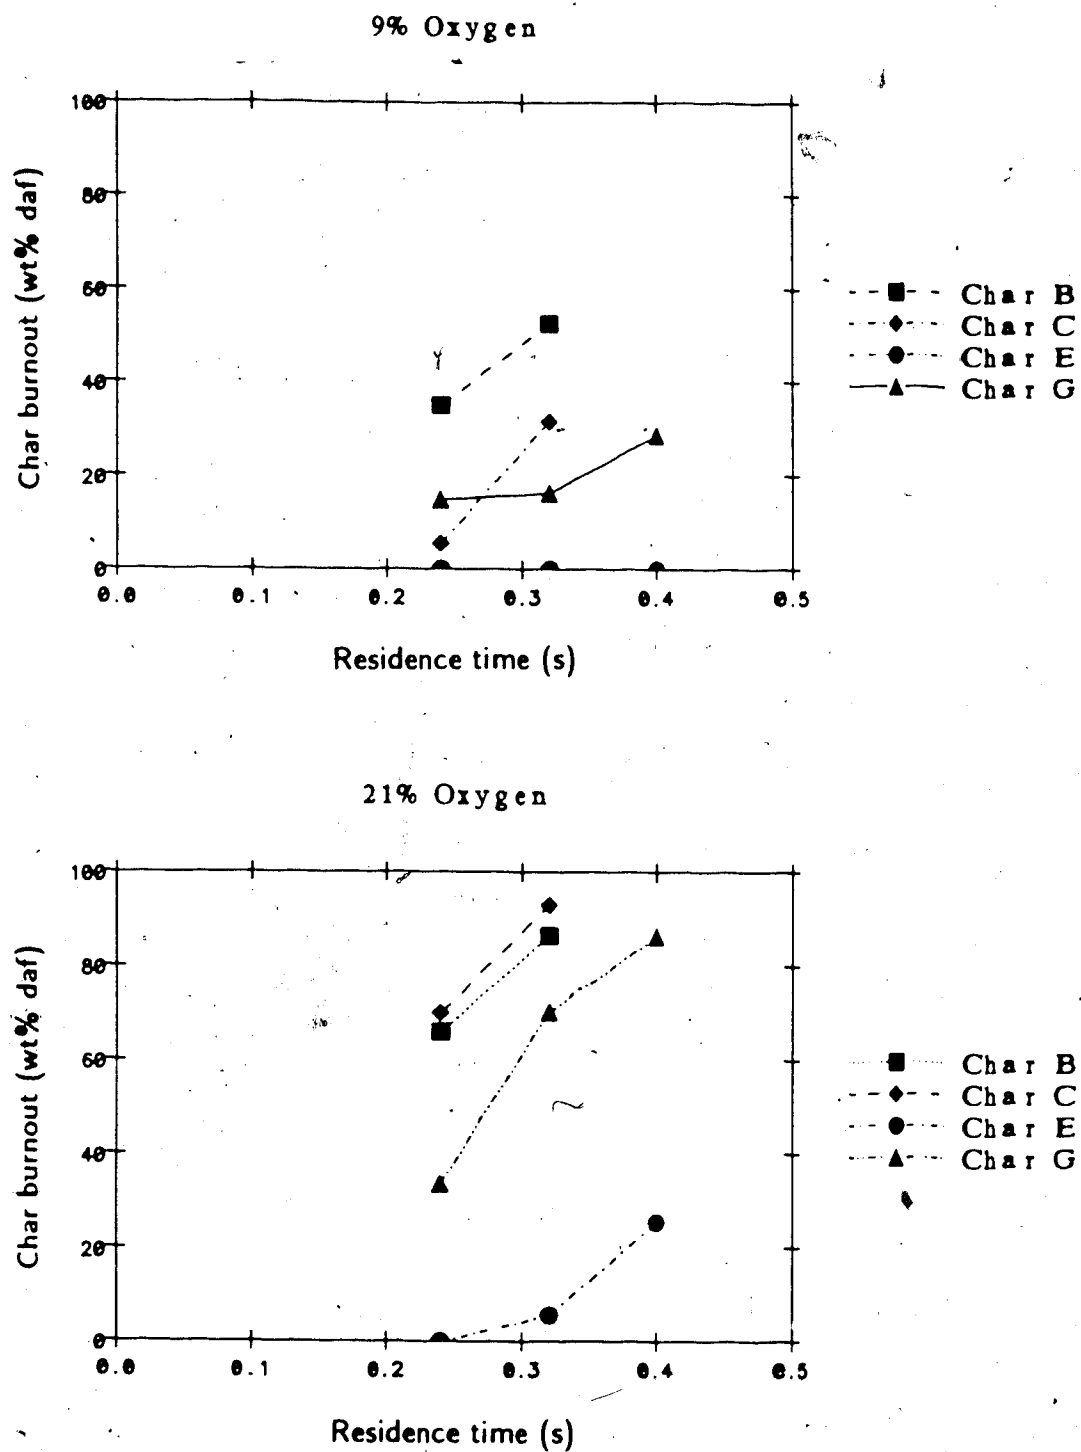 9% Oxygen
100
80
60
40
20
0
0.0 0.1 0.2 0.3 0.4 0.5
Char burnout (wt% daf)
Residence time (s)
Char B
Char C
Char E
Char G
21% Oxygen
100
80
60
40
20
0
0.0 0.1 0.2 0.3 0.4 0.5
Char burnout (wt% daf)
Residence time (s)
Char B
Char C
Char E
Char G